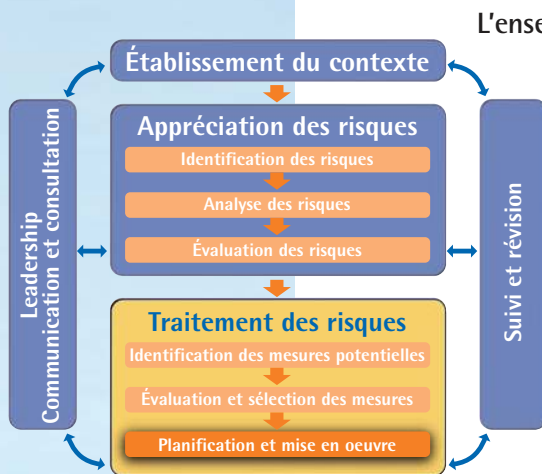 L'ense
Établissement du contexte
Appréciation des risques
Identification des risques
Analyse des risques
Évaluation des risques
Traitement des risques
Identification des mesures potentielles
Évaluation et sélection des mesures
Planification et mise en oeuvre
Leadership
Communication et consultation
Suivi et révision